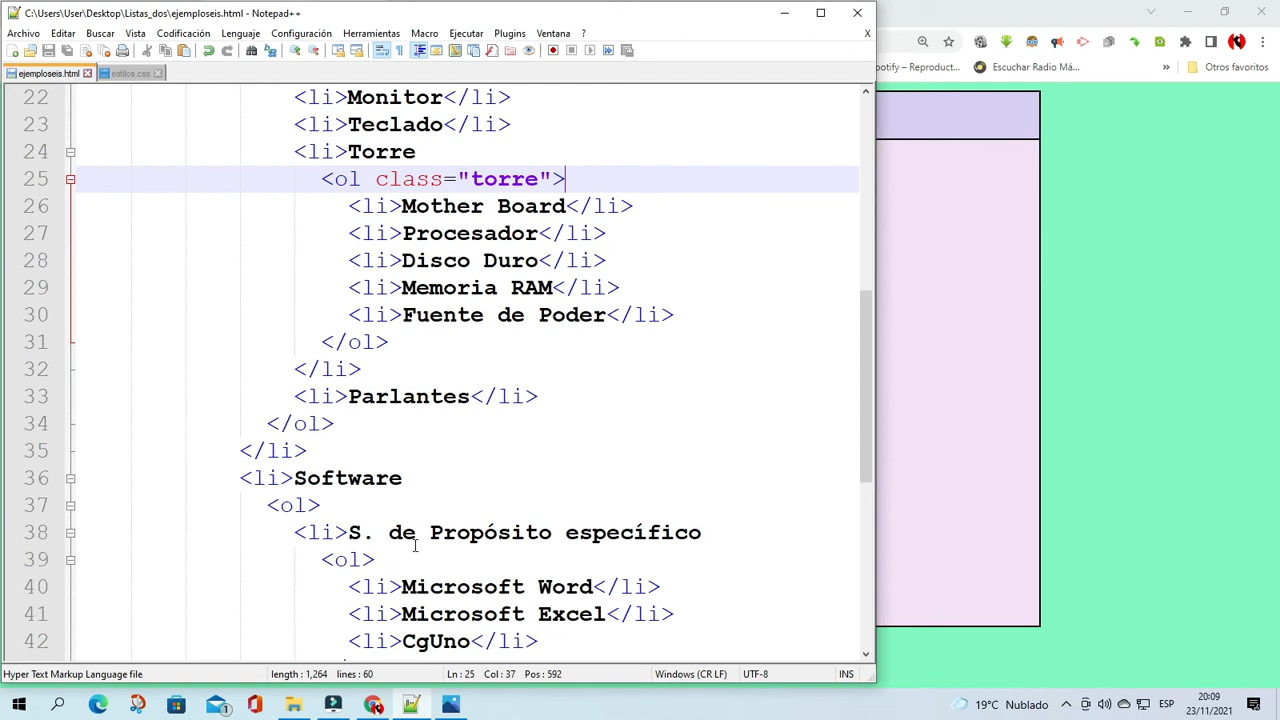 C:\Users\User\Desktop\Listas_dos\ejemploseis.html - Notepad++
Archivo Editar Buscar Vista Codificación Lenguaje Configuración Herramientas Macro Ejecutar Plugins Ventana ? X
potify – Reproduct... Escuchar Radio Má... » Otros favoritos
ejemploseis.html estilos.css
22 <li>Monitor</li>
23 <li>Teclado</li>
24 <li>Torre
25 <ol class="torre">
26 <li>Mother Board</li>
27 <li>Procesador</li>
28 <li>Disco Duro</li>
29 <li>Memoria RAM</li>
30 <li>Fuente de Poder</li>
31 </ol>
32 </li>
33 <li>Parlantes</li>
34 </ol>
35 </li>
36 <li>Software
37 <ol>
38 <li>S. de Propósito específico
39 <ol>
40 <li>Microsoft Word</li>
41 <li>Microsoft Excel</li>
42 <li>CgUno</li>
Hyper Text Markup Language file length : 1,264 lines : 60 Ln : 25 Col : 37 Pos : 592 Windows (CR LF) UTF-8 INS
19°C Nublado ESP 20:09
23/11/2021